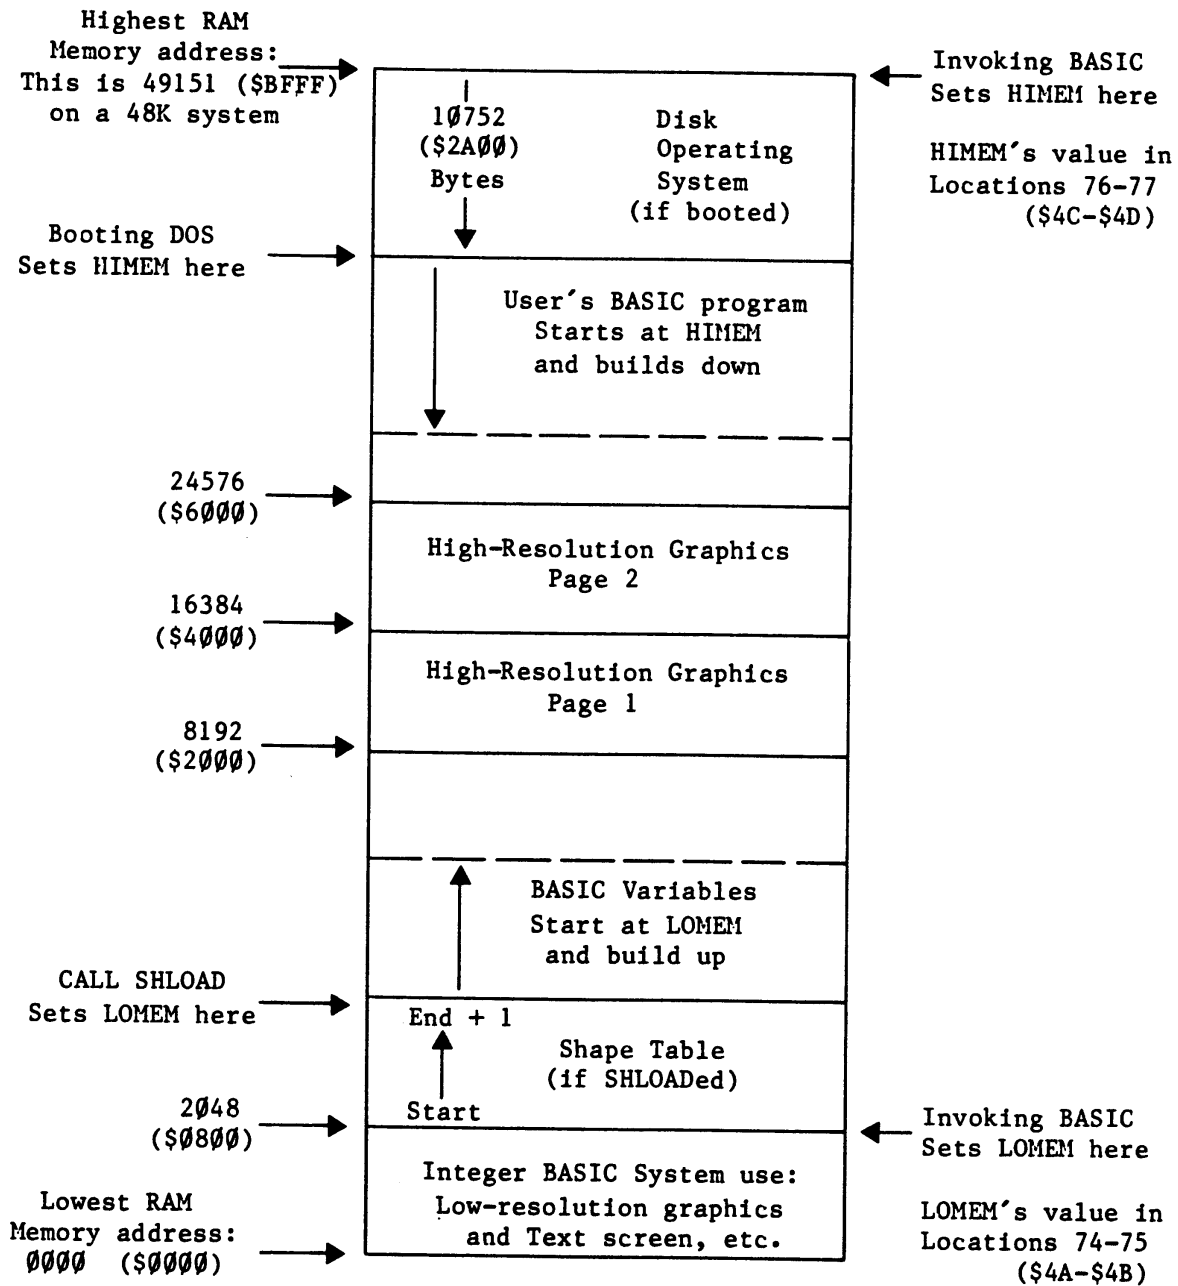 Highest RAM
Memory address:
This is 49151 ($BFFF)
on a 48K system
Invoking BASIC
Sets HIMEM here
HIMEM´s value in
Locations 76-77
($4C-$4D)
10752
($2A00)
Bytes
Disk
Operating
System
(if booted)
Booting DOS
Sets HIMEM here
User´s BASIC program
Starts at HIMEM
and builds down
24576
($6000)
High-Resolution Graphics
Page 2
16384
($4000)
High-Resolution Graphics
Page 1
8192
($2000)
BASIC Variables
Start at LOMEM
and build up
CALL SHLOAD
Sets LOMEM here
End + 1
Shape Table
(if SHLOADed)
Start
2048
($0800)
Invoking BASIC
Sets LOMEM here
Integer BASIC System use:
Low-resolution graphics
and Text screen, etc.
Lowest RAM
Memory address:
0000 ($0000)
LOMEM´s value in
Locations 74-75
($4A-$4B)